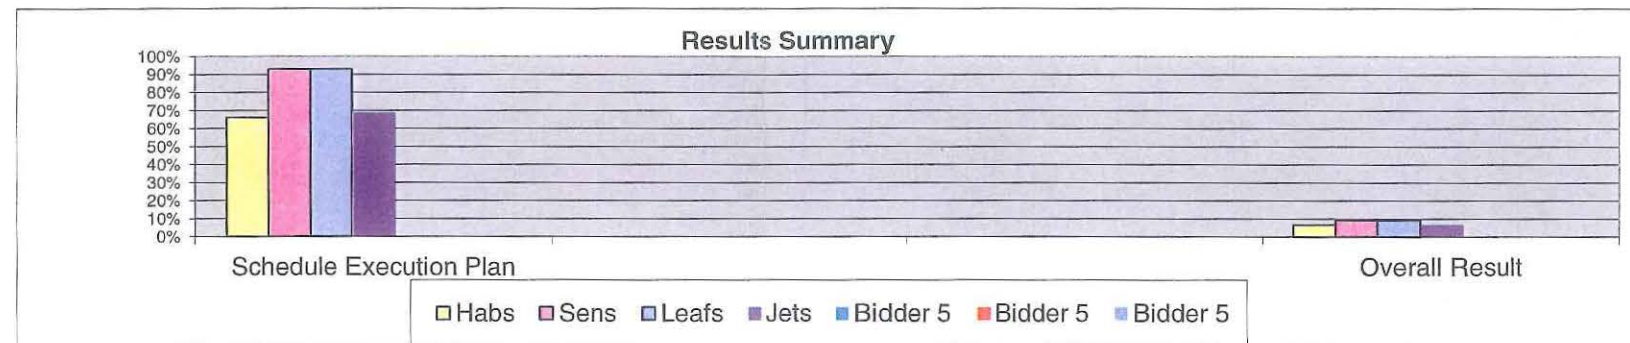 Results Summary
100%
90%
80%
70%
60%
50%
40%
30%
20%
10%
0%
Schedule Execution Plan
Overall Result
Habs Sens Leafs Jets Bidder 5 Bidder 5 Bidder 5